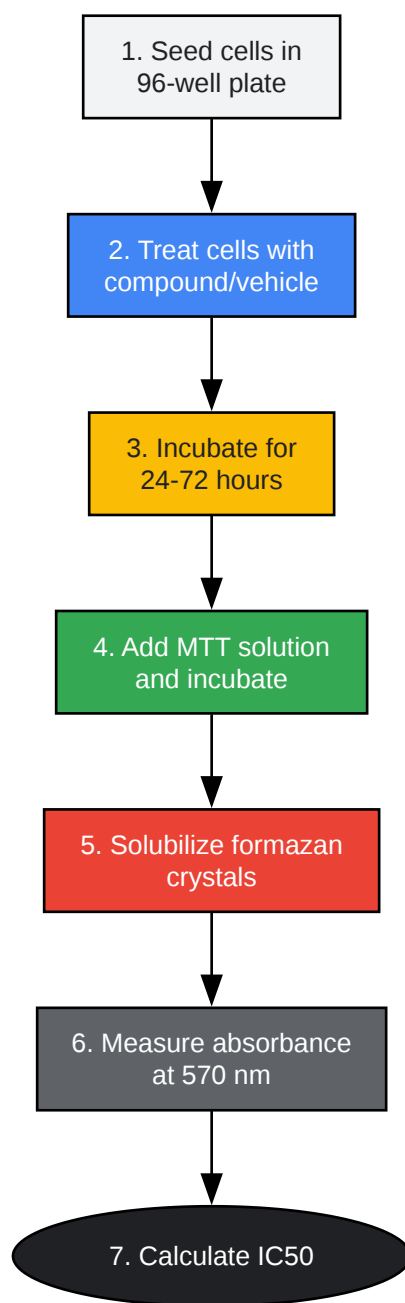 1. Seed cells in
96-well plate
2. Treat cells with
compound/vehicle
3. Incubate for
24-72 hours
4. Add MTT solution
and incubate
5. Solubilize formazan
crystals
6. Measure absorbance
at 570 nm
7. Calculate IC50